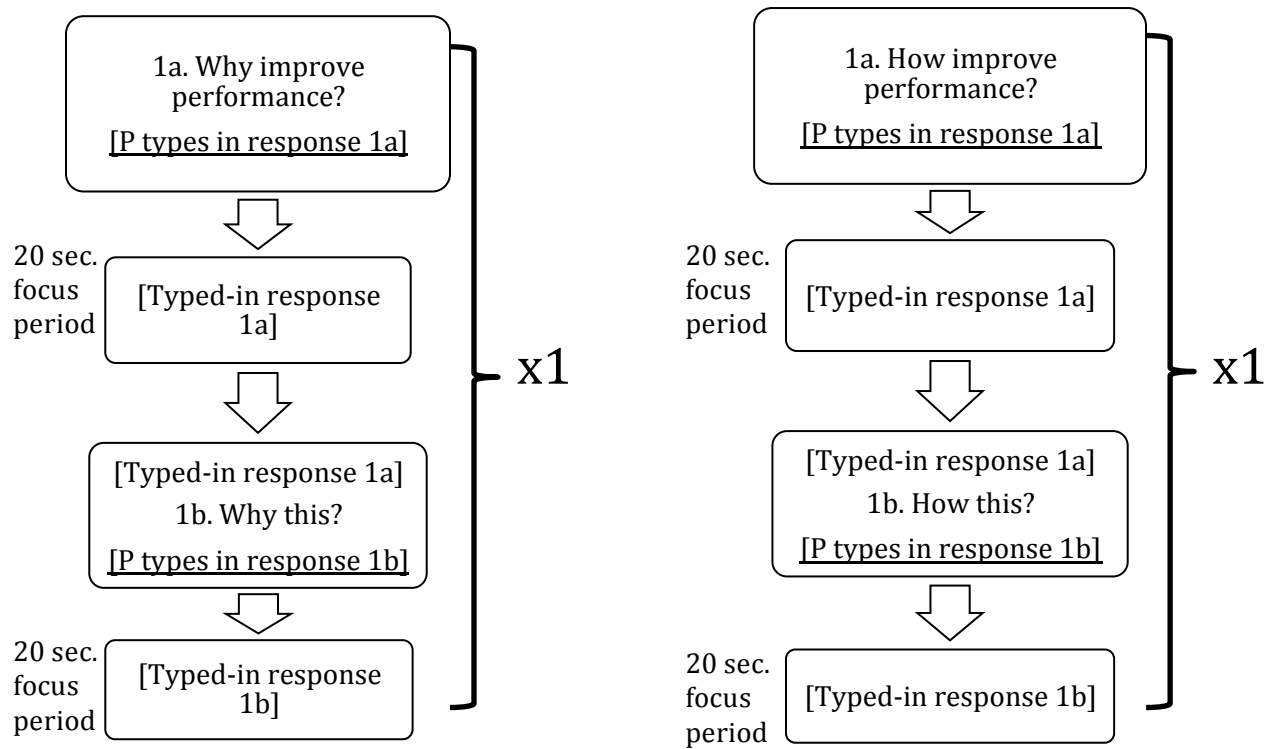 1a. Why improve
performance?
[P types in response 1a]
20 sec.
focus
period
[Typed-in response
1a]
[Typed-in response 1a]
1b. Why this?
[P types in response 1b]
20 sec.
focus
period
[Typed-in response
1b]
x1
1a. How improve
performance?
[P types in response 1a]
20 sec.
focus
period
[Typed-in response 1a]
[Typed-in response 1a]
1b. How this?
[P types in response 1b]
20 sec.
focus
period
[Typed-in response 1b]
x1